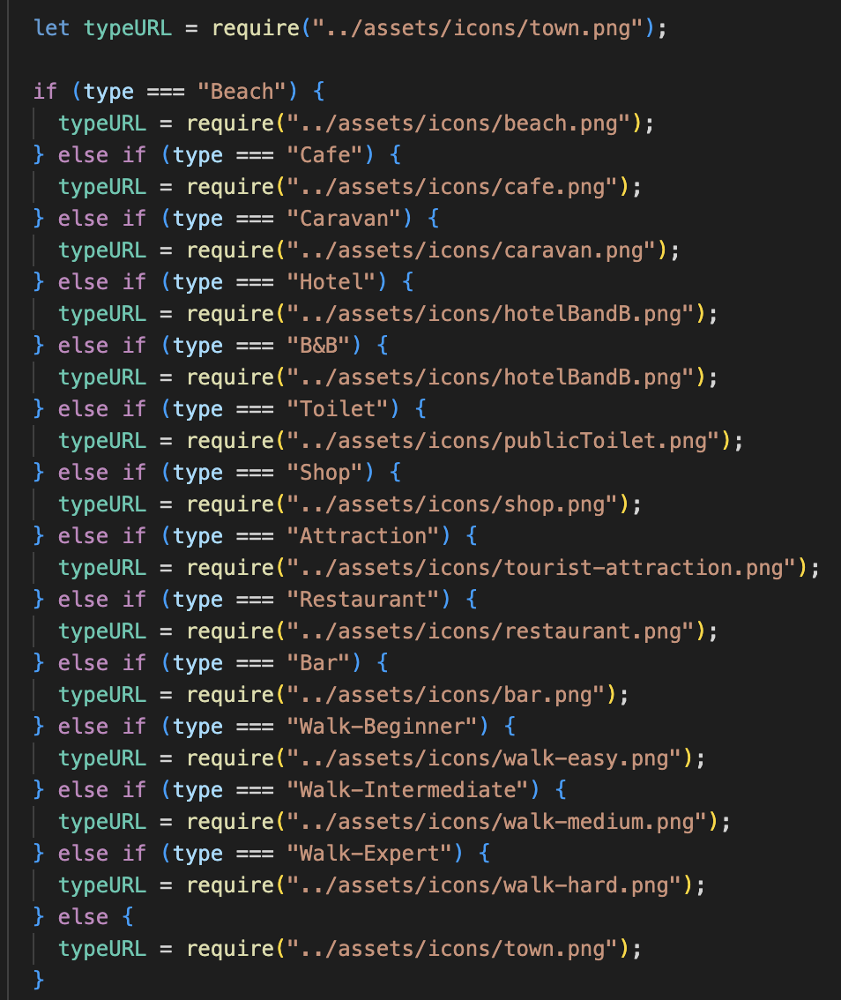 let typeURL = require("../assets/icons/town.png");

if (type === "Beach") {
  typeURL = require("../assets/icons/beach.png");
} else if (type === "Cafe") {
  typeURL = require("../assets/icons/cafe.png");
} else if (type === "Caravan") {
  typeURL = require("../assets/icons/caravan.png");
} else if (type === "Hotel") {
  typeURL = require("../assets/icons/hotelBandB.png");
} else if (type === "B&B") {
  typeURL = require("../assets/icons/hotelBandB.png");
} else if (type === "Toilet") {
  typeURL = require("../assets/icons/publicToilet.png");
} else if (type === "Shop") {
  typeURL = require("../assets/icons/shop.png");
} else if (type === "Attraction") {
  typeURL = require("../assets/icons/tourist-attraction.png");
} else if (type === "Restaurant") {
  typeURL = require("../assets/icons/restaurant.png");
} else if (type === "Bar") {
  typeURL = require("../assets/icons/bar.png");
} else if (type === "Walk-Beginner") {
  typeURL = require("../assets/icons/walk-easy.png");
} else if (type === "Walk-Intermediate") {
  typeURL = require("../assets/icons/walk-medium.png");
} else if (type === "Walk-Expert") {
  typeURL = require("../assets/icons/walk-hard.png");
} else {
  typeURL = require("../assets/icons/town.png");
}